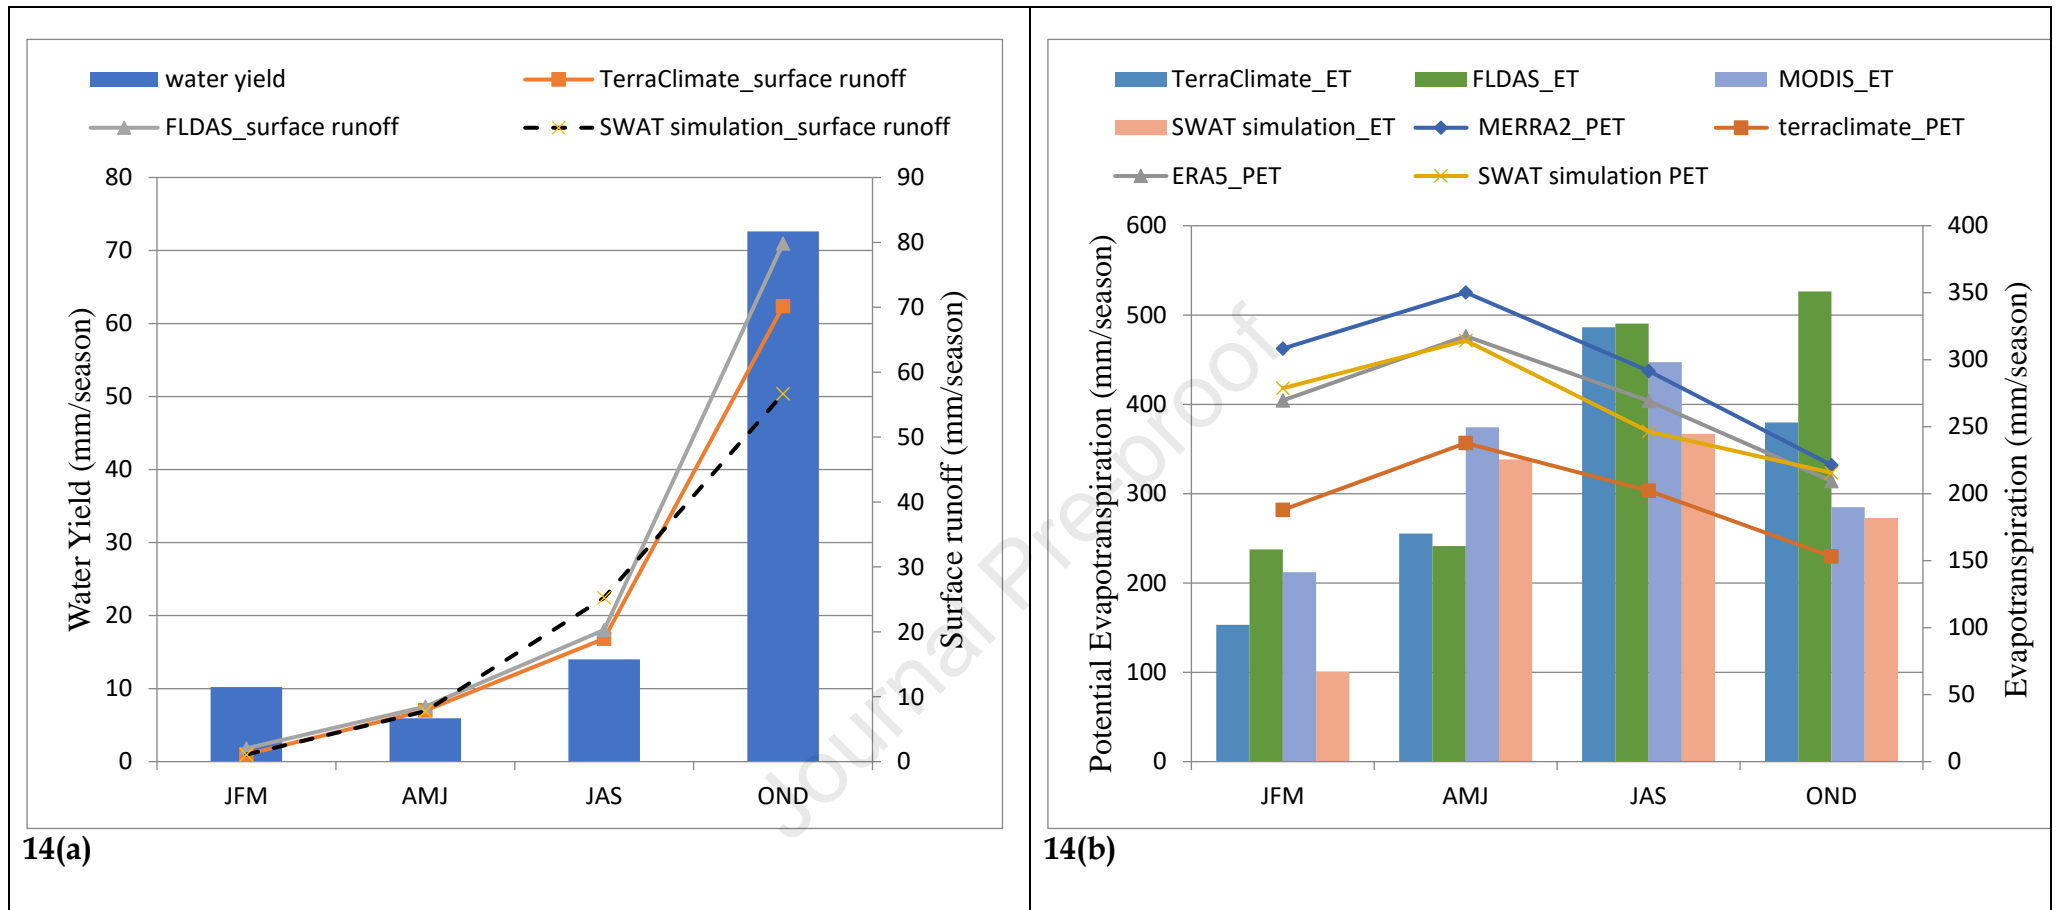 water yield
TerraClimate_surface runoff
FLDAS_surface runoff
SWAT simulation_surface runoff
80
70
60
50
40
30
20
10
0
Water Yield (mm/season)
90
80
70
60
50
40
30
20
10
0
Surface runoff (mm/season)
JFM
AMJ
JAS
OND
14(a)
TerraClimate_ET
FLDAS_ET
MODIS_ET
SWAT simulation_ET
MERRA2_PET
terraclimate_PET
ERA5_PET
SWAT simulation PET
600
500
400
300
200
100
0
Potential Evapotranspiration (mm/season)
400
350
300
250
200
150
100
50
0
Evapotranspiration (mm/season)
JFM
AMJ
JAS
OND
14(b)
Journal Pre-proof